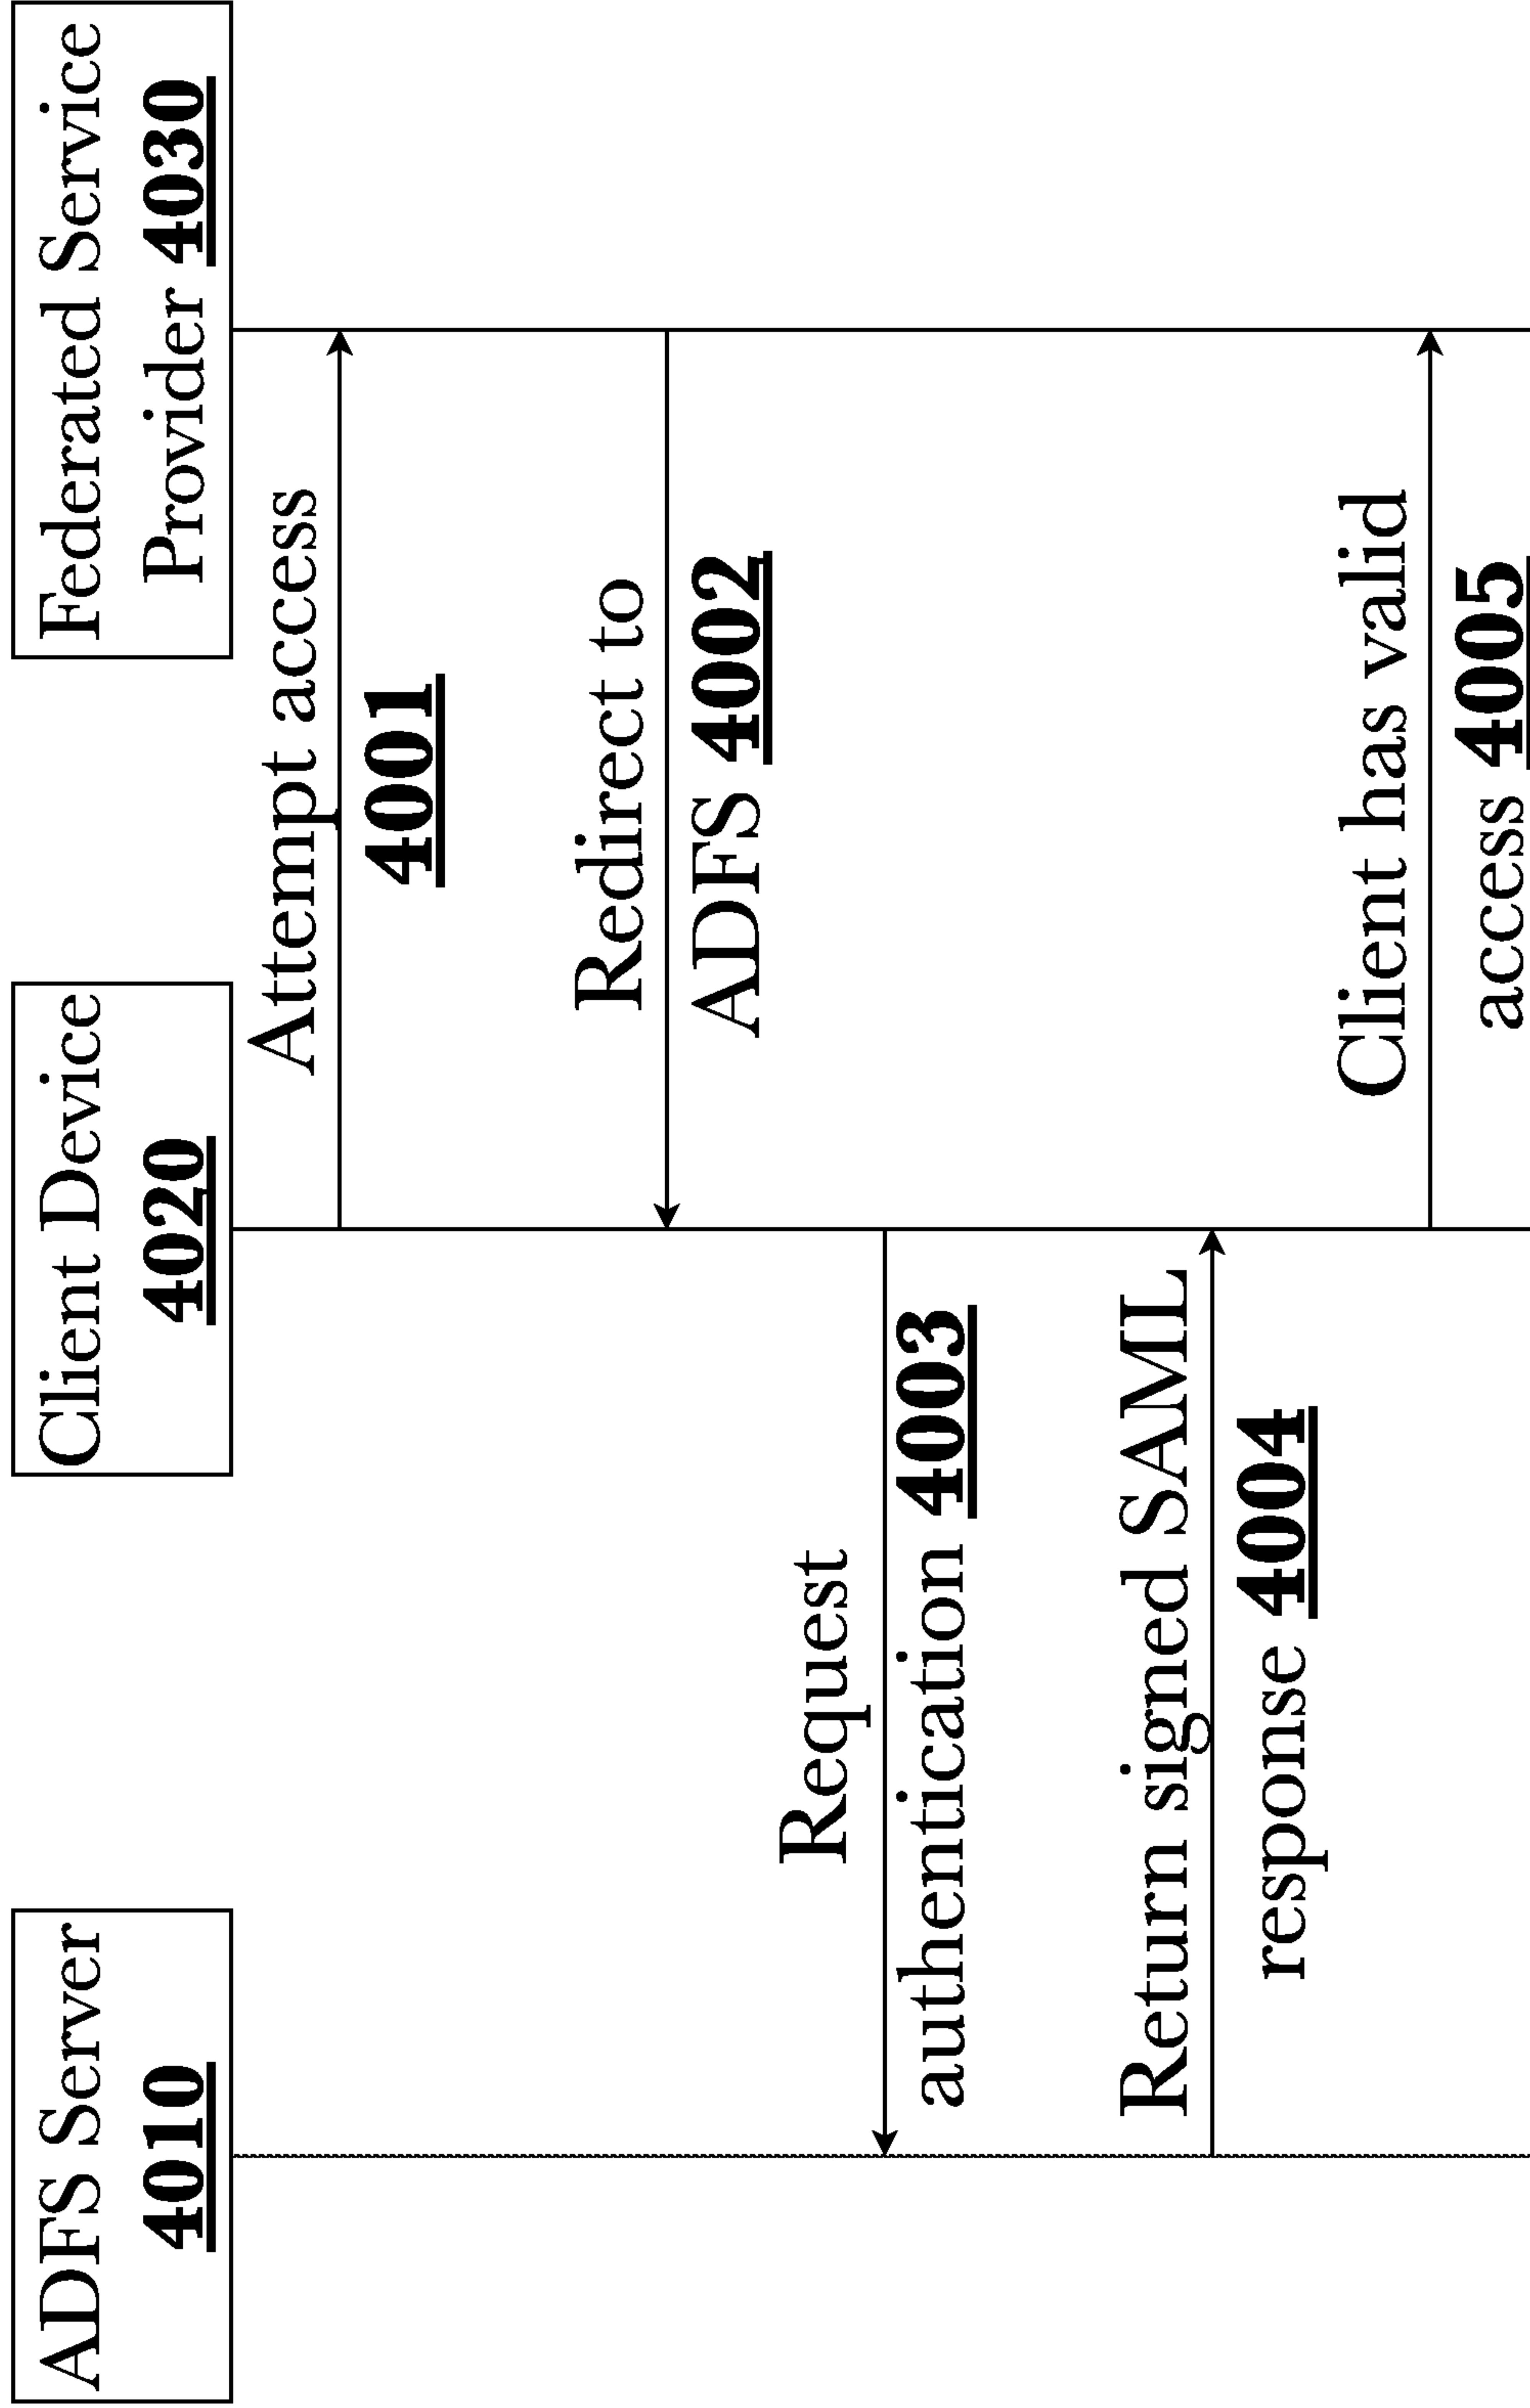 ADFS Server
4010
Client Device
4020
Federated Service
Provider 4030
Attempt access
4001
Redirect to
ADFS 4002
Request
authentication 4003
Return signed SAML
response 4004
Client has valid
access 4005